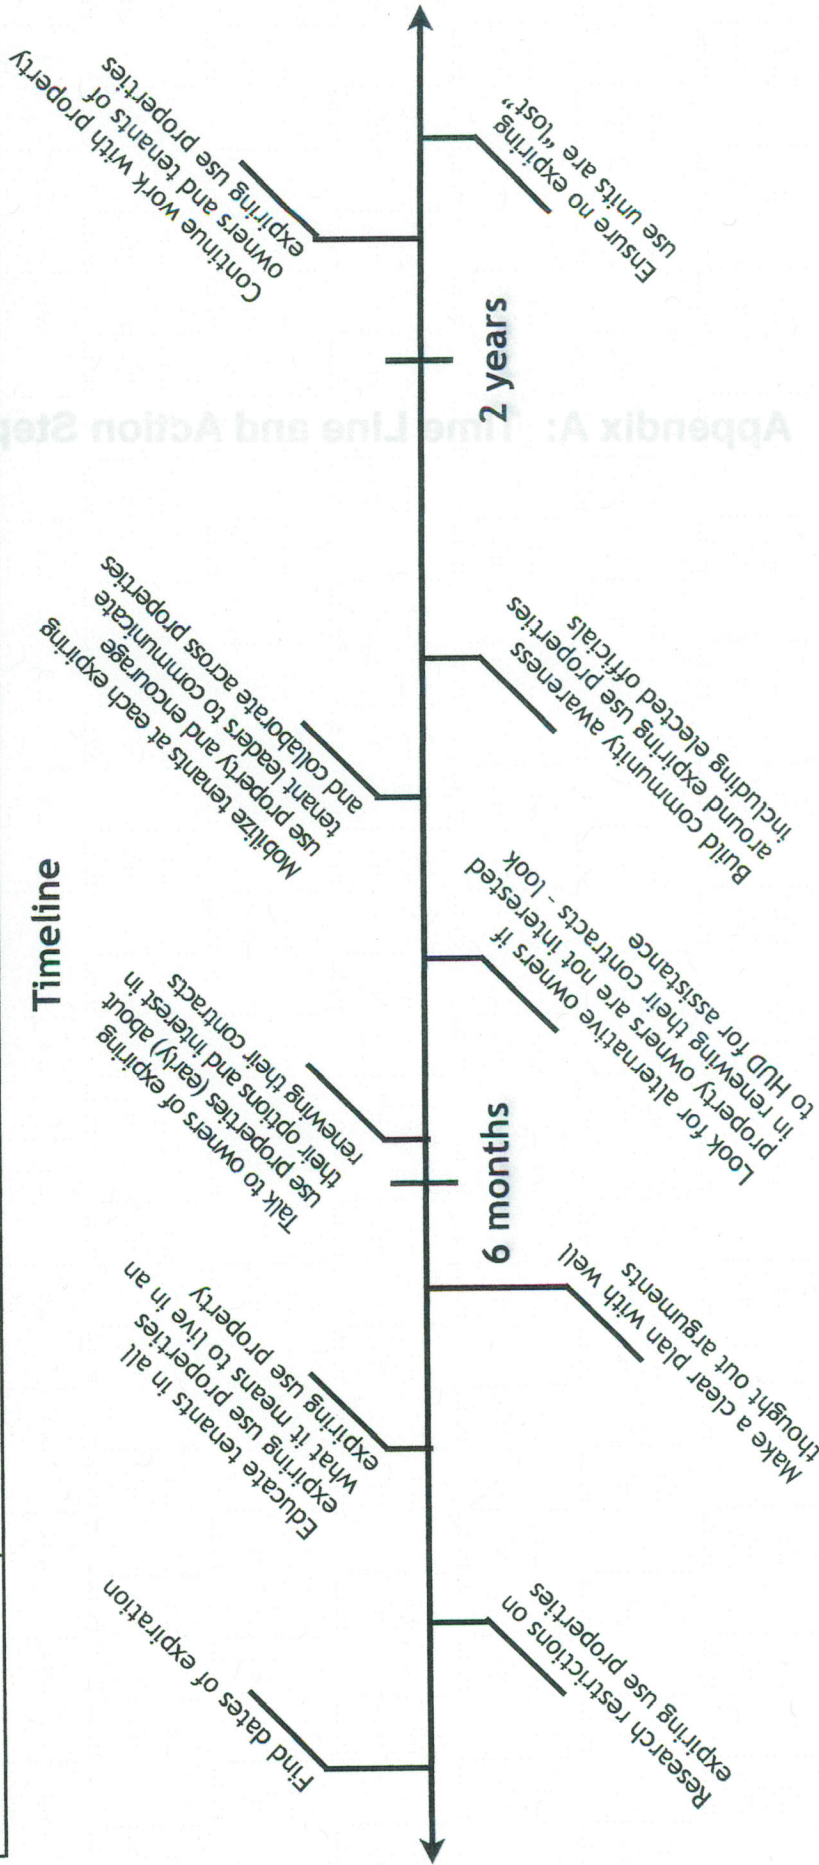 Timeline
Find dates of expiration
Research restrictions on
expiring use properties
Educate tenants in all
expiring use properties
what it means to live in an
expiring use property
Make a clear plan with well
thought out arguments
6 months
Talk to owners of expiring
use properties (early) about
their options and interest in
renewing their contracts
Look for alternative owners if
property owners are not interested
in renewing their contracts - look
to HUD for assistance
Mobilize tenants at each expiring
use property and encourage
tenant leaders to communicate
and collaborate across properties
Build community awareness
around expiring use properties
including elected officials
2 years
Continue work with property
owners and tenants of
expiring use properties
Ensure no expiring
use units are "lost"
Appendix A: Time Line and Action Step